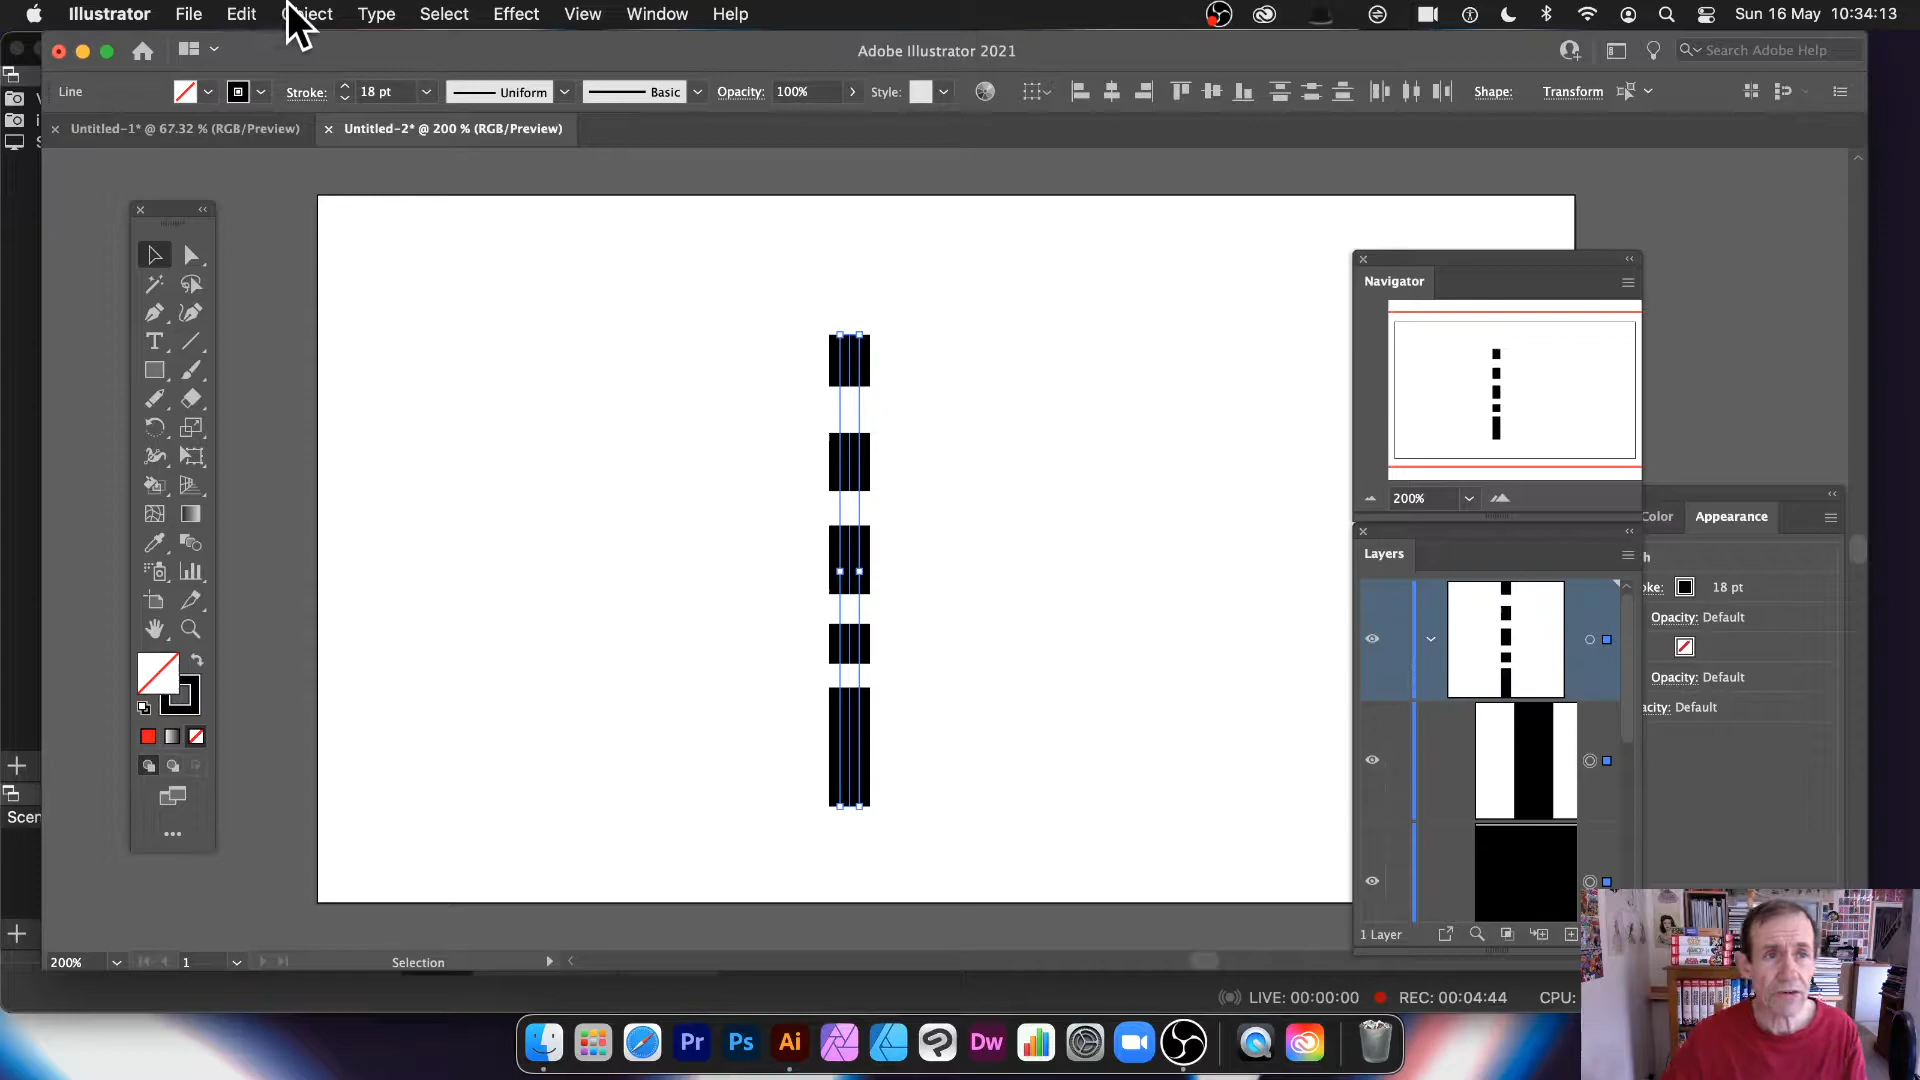 Illustrator File Edit Object Type Select Effect View Window Help
Sun 16 May 10:34:13
Adobe Illustrator 2021
Search Adobe Help
Line Stroke: 18 pt Uniform Basic Opacity: 100% Style: Shape: Transform
Untitled-1* @ 67.32 % (RGB/Preview) Untitled-2* @ 200 % (RGB/Preview)
Navigator
200%
Color Appearance
Layers
18 pt
Opacity: Default
Opacity: Default
Default
1 Layer
Scen
200% 1 Selection
LIVE: 00:00:00 REC: 00:04:44 CPU:
Pr Ps Ai Dw